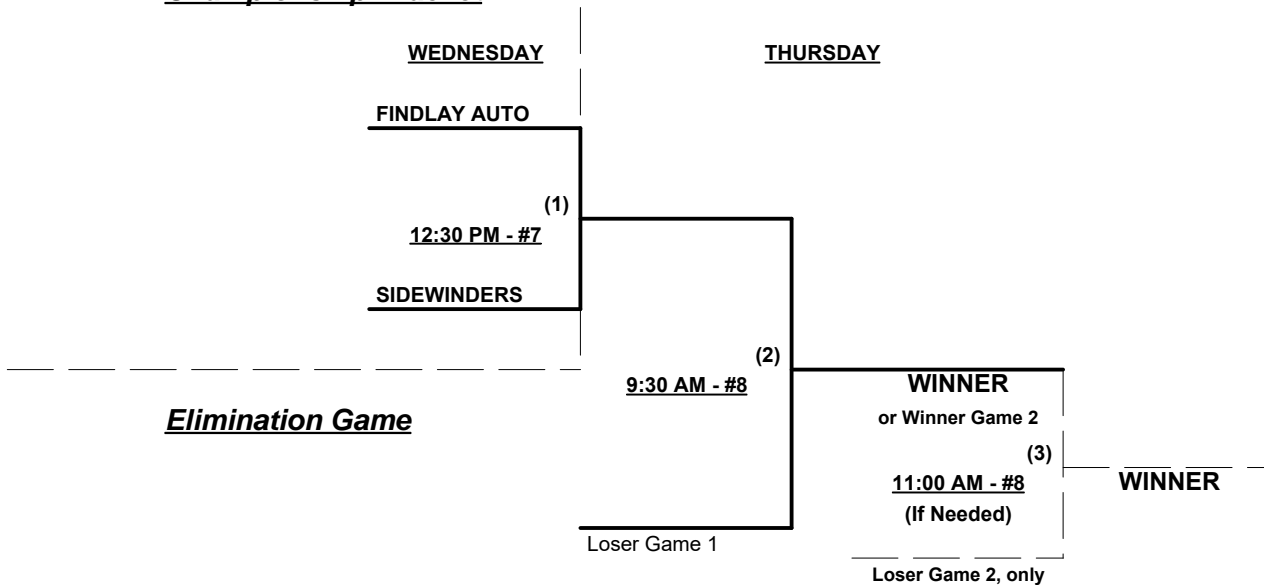 WEDNESDAY
THURSDAY
FINDLAY AUTO
(1)
12:30 PM - #7
SIDEWINDERS
(2)
9:30 AM - #8
WINNER
or Winner Game 2
Elimination Game
(3)
11:00 AM - #8
WINNER
(If Needed)
Loser Game 1
Loser Game 2, only